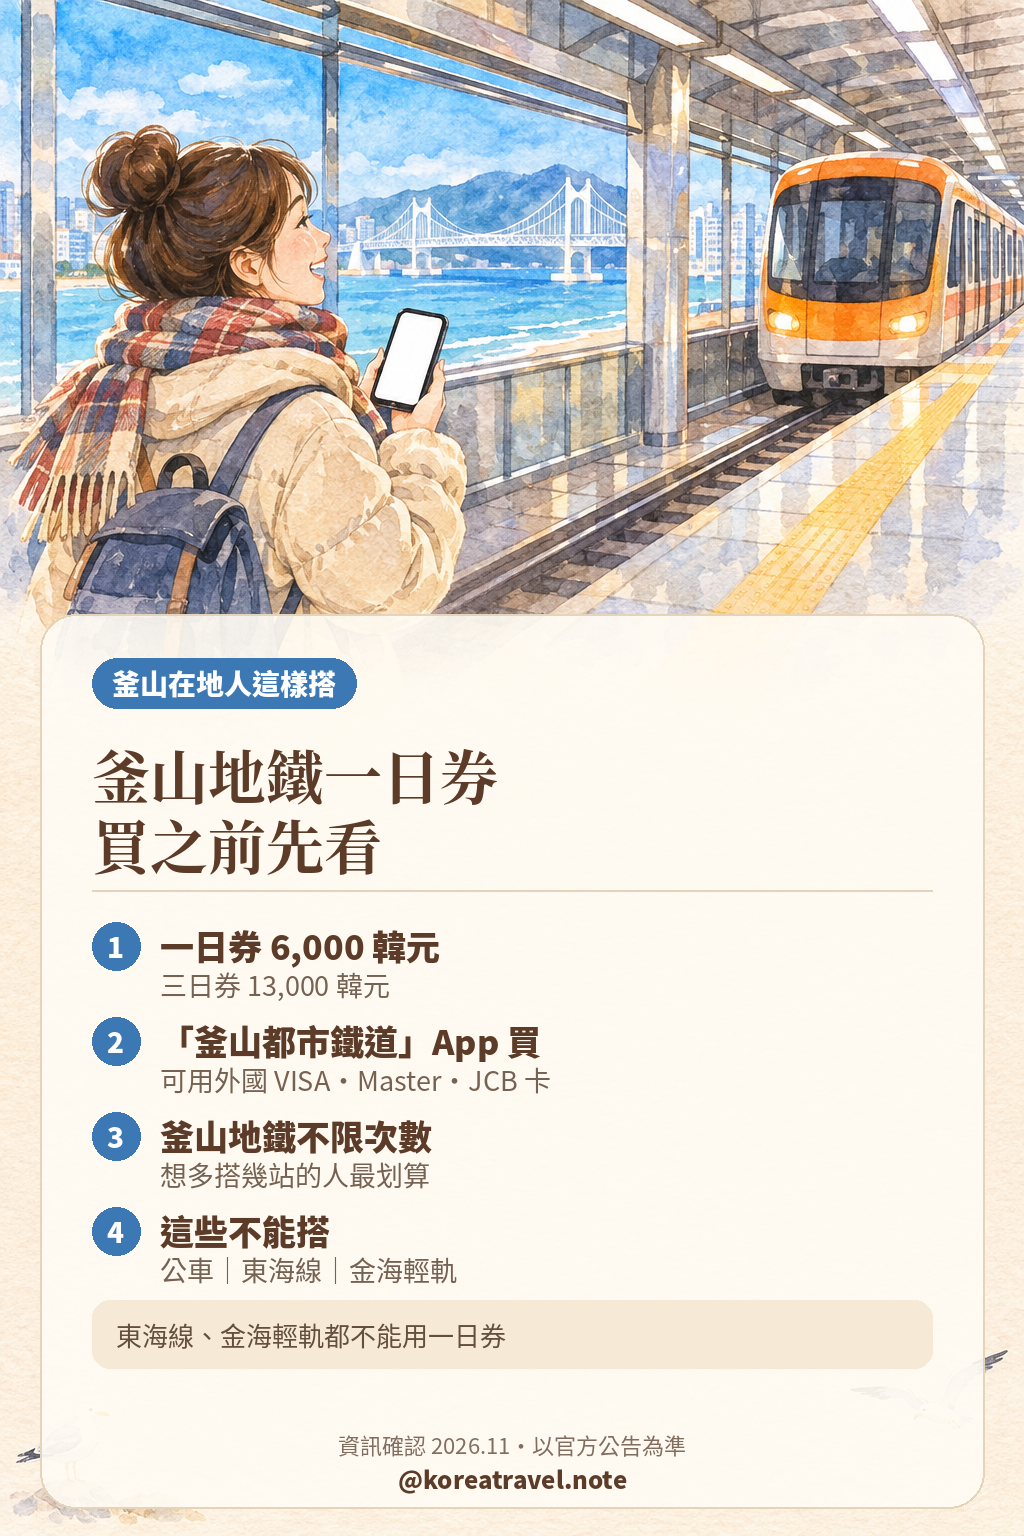 釜山在地人這樣搭
釜山地鐵一日券
買之前先看
1 一日券 6,000 韓元
三日券 13,000 韓元
2 「釜山都市鐵道」App 買
可用外國 VISA・Master・JCB 卡
3 釜山地鐵不限次數
想多搭幾站的人最划算
4 這些不能搭
公車｜東海線｜金海輕軌
東海線、金海輕軌都不能用一日券
資訊確認 2026.11・以官方公告為準
@koreatravel.note